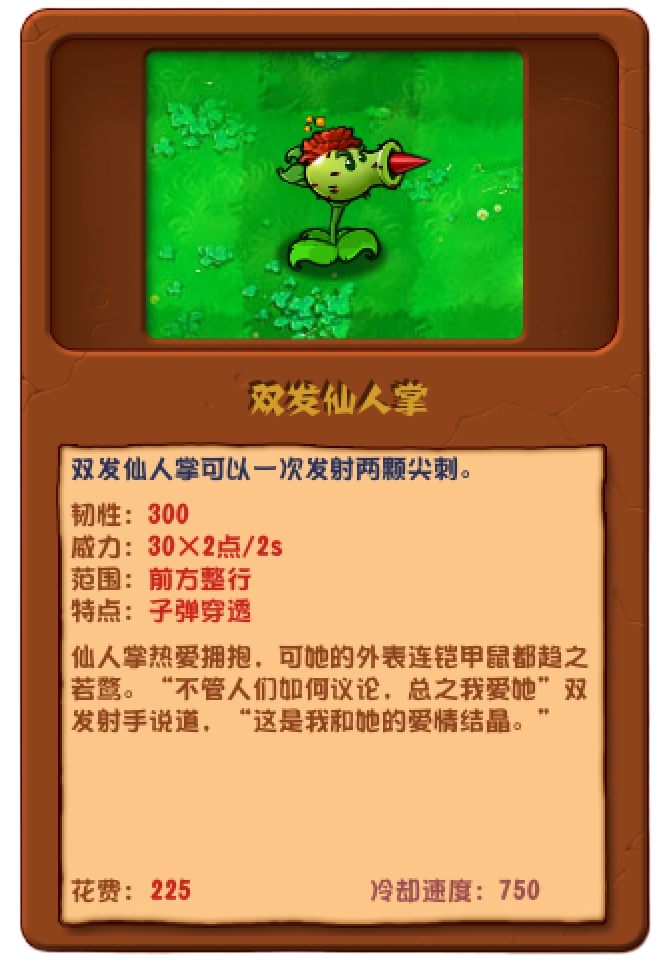 双发仙人掌
双发仙人掌可以一次发射两颗尖刺。
韧性：300
威力：30×2点/2s
范围：前方整行
特点：子弹穿透
仙人掌热爱拥抱，可她的外表连铠甲鼠都趋之
若鹜。“不管人们如何议论，总之我爱她”双
发射手说道，“这是我和她的爱情结晶。”
花费：225
冷却速度：750